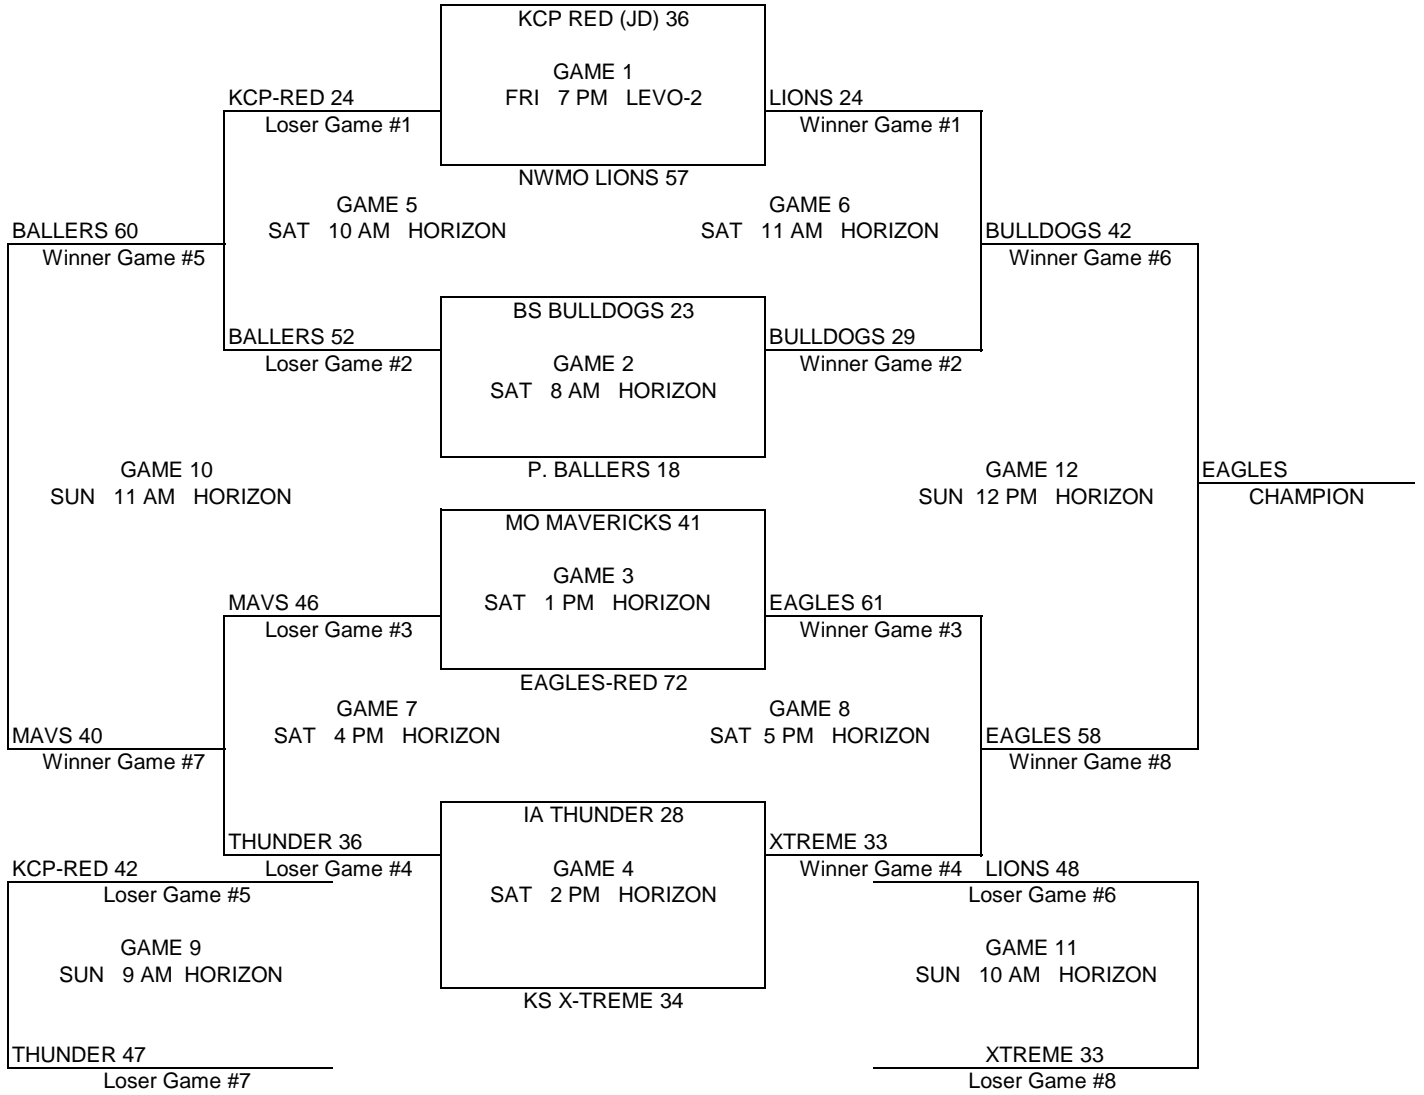 KCP RED (JD) 36
GAME 1
KCP-RED 24
FRI 7 PM LEVO-2
LIONS 24
Loser Game #1
Winner Game #1
NWMO LIONS 57
GAME 5
GAME 6
BALLERS 60
SAT 10 AM HORIZON
SAT 11 AM HORIZON
BULLDOGS 42
Winner Game #5
Winner Game #6
BS BULLDOGS 23
BALLERS 52
BULLDOGS 29
Loser Game #2
GAME 2
Winner Game #2
SAT 8 AM HORIZON
GAME 10
P. BALLERS 18
GAME 12
EAGLES
SUN 11 AM HORIZON
SUN 12 PM HORIZON
CHAMPION
MO MAVERICKS 41
GAME 3
MAVS 46
SAT 1 PM HORIZON
EAGLES 61
Loser Game #3
Winner Game #3
EAGLES-RED 72
GAME 7
GAME 8
MAVS 40
SAT 4 PM HORIZON
SAT 5 PM HORIZON
EAGLES 58
Winner Game #7
Winner Game #8
IA THUNDER 28
THUNDER 36
XTREME 33
KCP-RED 42
Loser Game #4
GAME 4
Winner Game #4
LIONS 48
Loser Game #5
SAT 2 PM HORIZON
Loser Game #6
GAME 9
GAME 11
SUN 9 AM HORIZON
SUN 10 AM HORIZON
KS X-TREME 34
THUNDER 47
XTREME 33
Loser Game #7
Loser Game #8